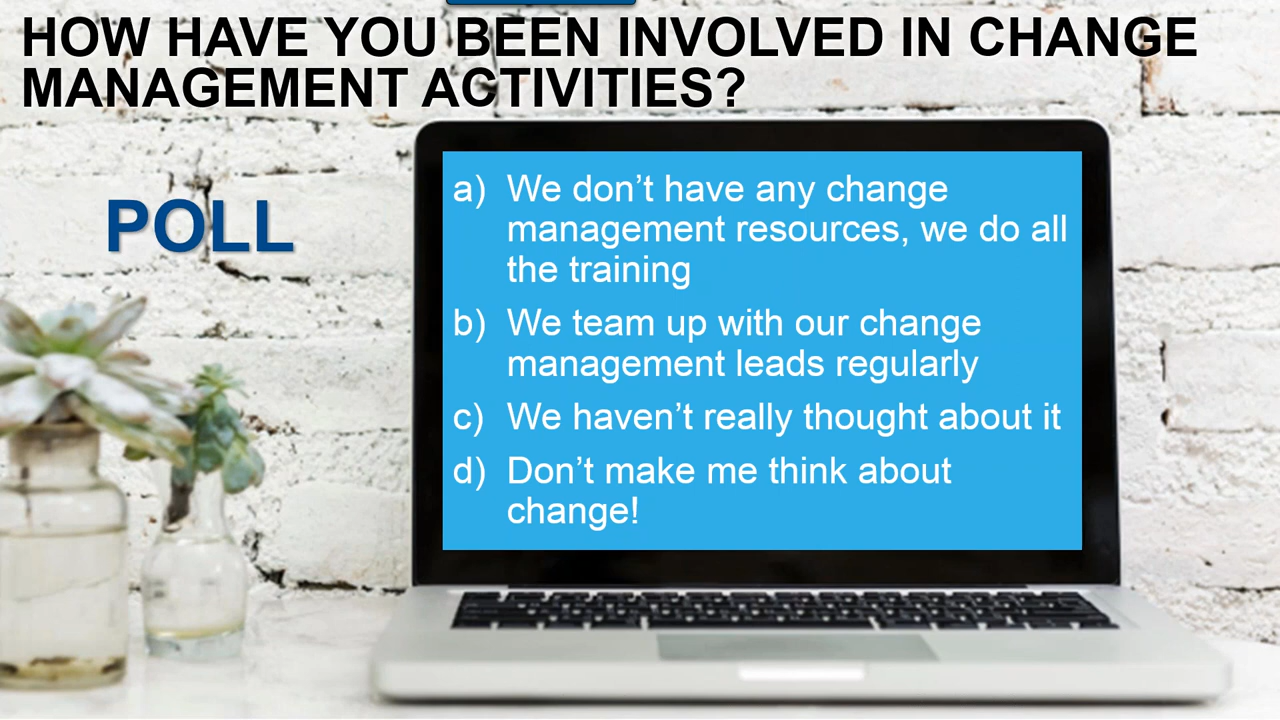 HOW HAVE YOU BEEN INVOLVED IN CHANGE
MANAGEMENT ACTIVITIES?
POLL
a) We don’t have any change
management resources, we do all
the training
b) We team up with our change
management leads regularly
c) We haven’t really thought about it
d) Don’t make me think about
change!